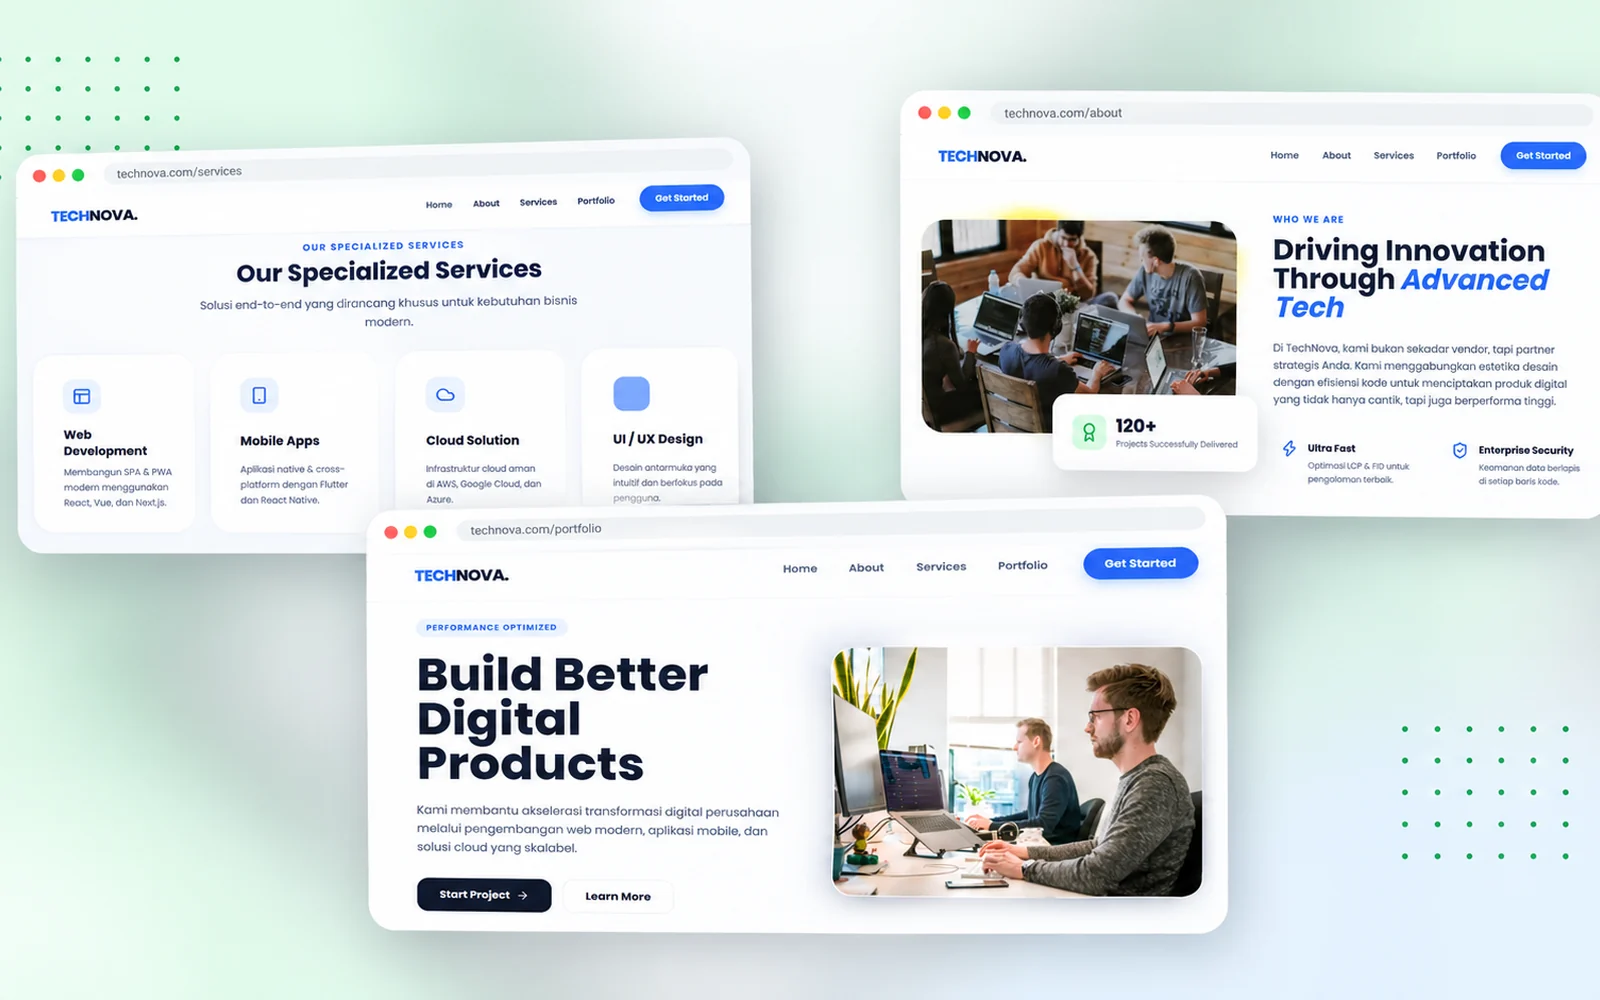 technova.com/services
TECHNOVA.
Home
About
Services
Portfolio
Get Started
OUR SPECIALIZED SERVICES
Our Specialized Services
Solusi end-to-end yang dirancang khusus untuk kebutuhan bisnis
modern.
Web
Development
Membangun SPA & PWA
modern menggunakan
React, Vue, dan Next.js.
Mobile Apps
Aplikasi native & cross-
platform dengan Flutter
dan React Native.
Cloud Solution
Infrastruktur cloud aman
di AWS, Google Cloud, dan
Azure.
UI / UX Design
Desain antarmuka yang
intuitif dan berfokus pada
pengguna.
technova.com/about
TECHNOVA.
Home
About
Services
Portfolio
Get Started
WHO WE ARE
Driving Innovation
Through Advanced
Tech
Di TechNova, kami bukan sekadar vendor, tapi partner
strategis Anda. Kami menggabungkan estetika desain
dengan efisiensi kode untuk menciptakan produk digital
yang tidak hanya cantik, tapi juga berperforma tinggi.
120+
Projects Successfully Delivered
Ultra Fast
Optimasi LCP & FID untuk
pengalaman terbaik.
Enterprise Security
Keamanan data berlapis
di setiap baris kode.
technova.com/portfolio
TECHNOVA.
Home
About
Services
Portfolio
Get Started
PERFORMANCE OPTIMIZED
Build Better
Digital
Products
Kami membantu akselerasi transformasi digital perusahaan
melalui pengembangan web modern, aplikasi mobile, dan
solusi cloud yang skalabel.
Start Project →
Learn More